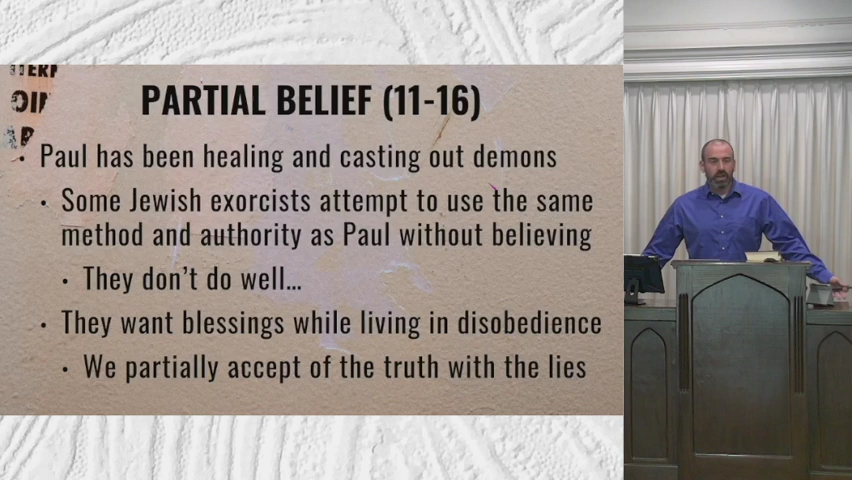 PARTIAL BELIEF (11-16)
• Paul has been healing and casting out demons
• Some Jewish exorcists attempt to use the same
method and authority as Paul without believing
• They don't do well...
• They want blessings while living in disobedience
• We partially accept of the truth with the lies